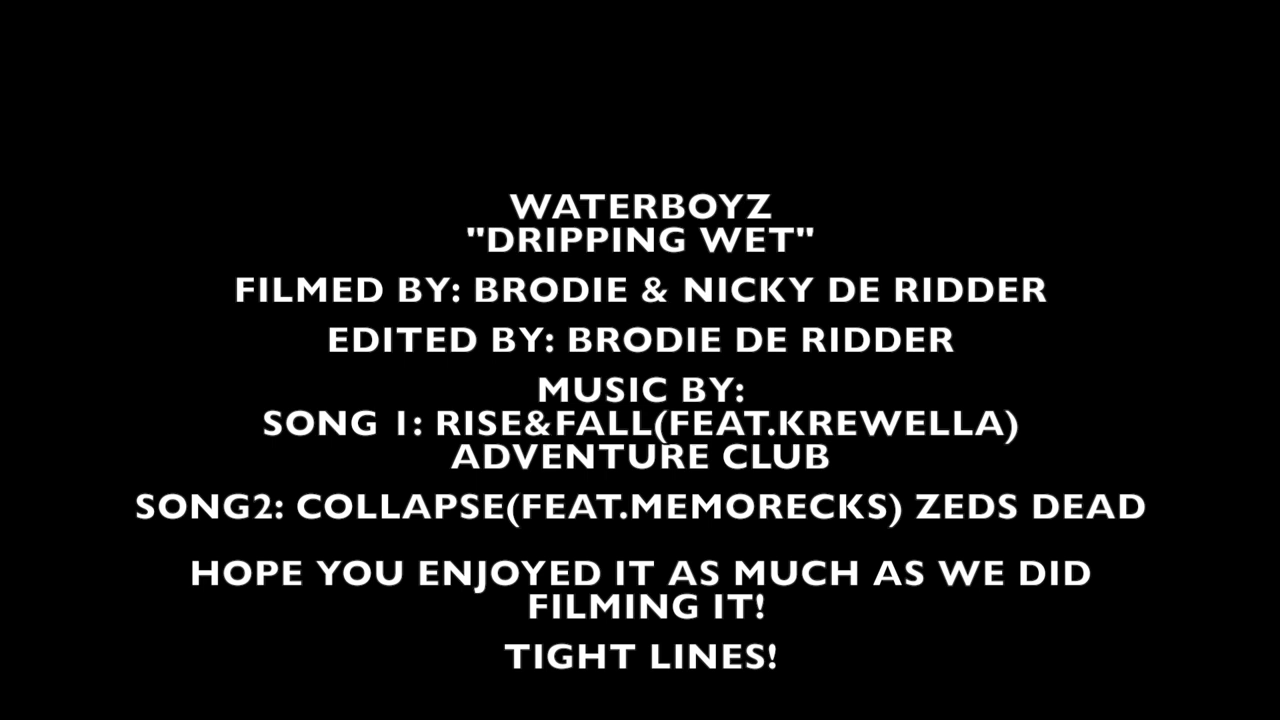 WATERBOYZ
"DRIPPING WET"
FILMED BY: BRODIE & NICKY DE RIDDER
EDITED BY: BRODIE DE RIDDER
MUSIC BY:
SONG 1: RISE&FALL(FEAT.KREWELLA)
ADVENTURE CLUB
SONG2: COLLAPSE(FEAT.MEMORECKS) ZEDS DEAD
HOPE YOU ENJOYED IT AS MUCH AS WE DID
FILMING IT!
TIGHT LINES!